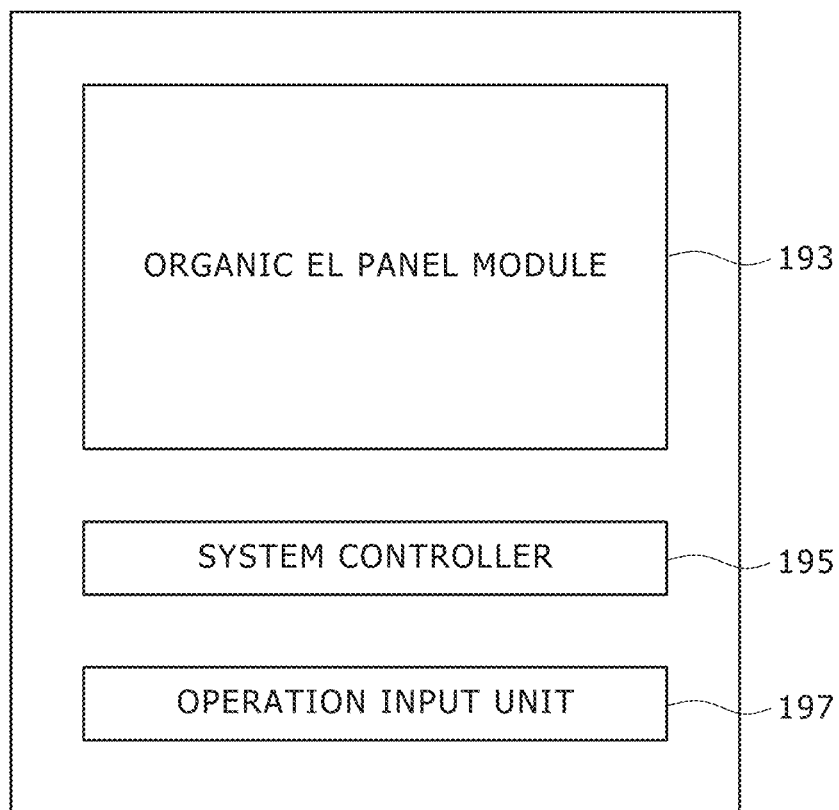 ORGANIC EL PANEL MODULE
193
SYSTEM CONTROLLER
195
OPERATION INPUT UNIT
197